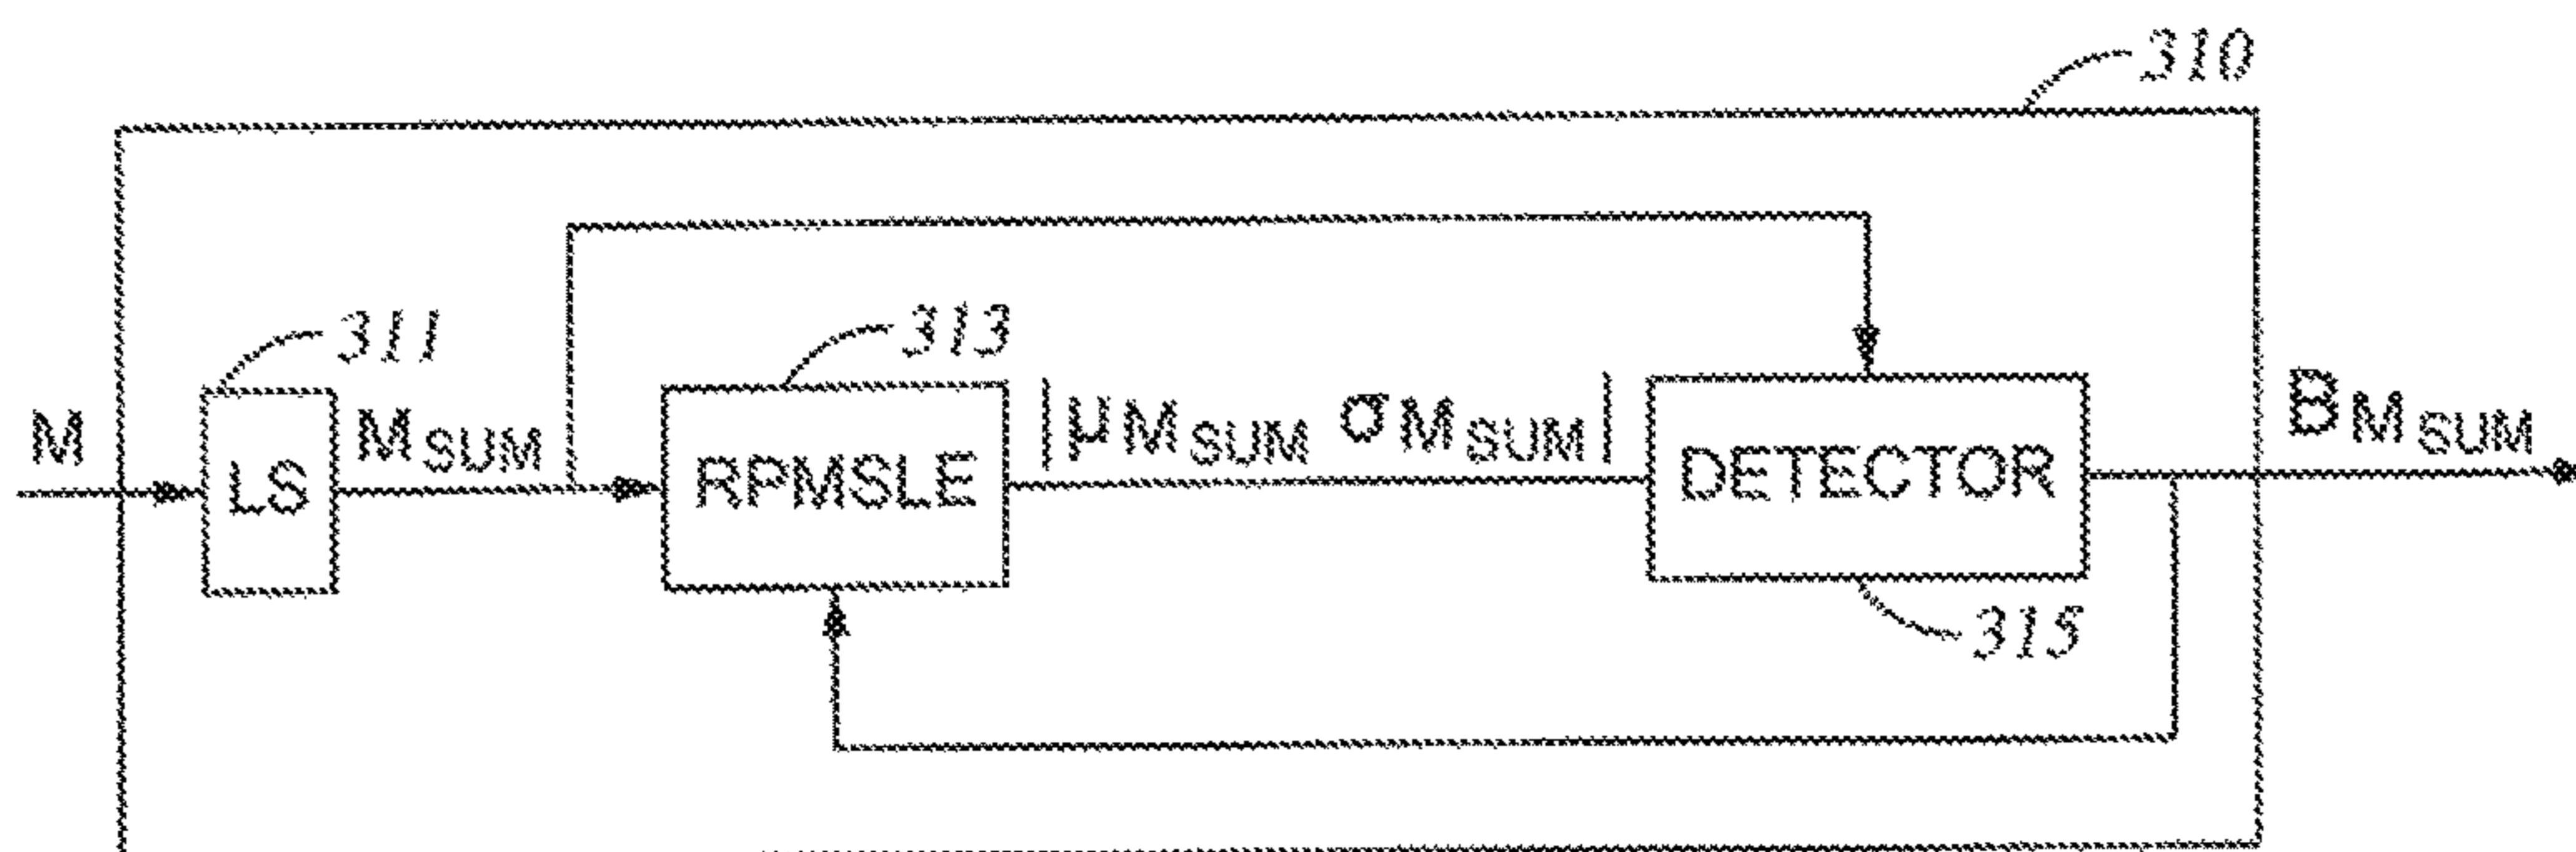 310
311
313
M
LS
M SUM
RPMSLE
|μ M SUM σ M SUM|
DETECTOR
B M SUM
315